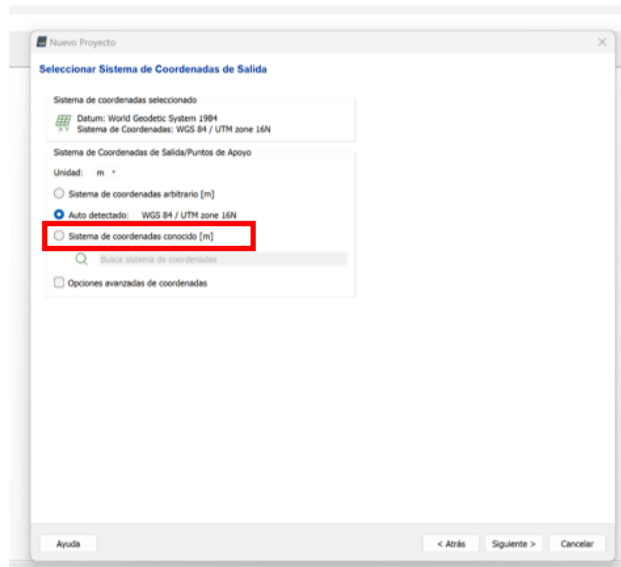 Nuevo Proyecto
Seleccionar Sistema de Coordenadas de Salida
Sistema de coordenadas seleccionado
Datum: World Geodetic System 1984
Sistema de Coordenadas: WGS 84 / UTM zone 16N
Sistema de Coordenadas de Salida/Puntos de Apoyo
Unidad: m
Sistema de coordenadas arbitrario [m]
Auto detectado: WGS 84 / UTM zone 16N
Sistema de coordenadas conocido [m]
Busca sistema de coordenadas
Opciones avanzadas de coordenadas
Ayuda < Atrás Siguiente > Cancelar